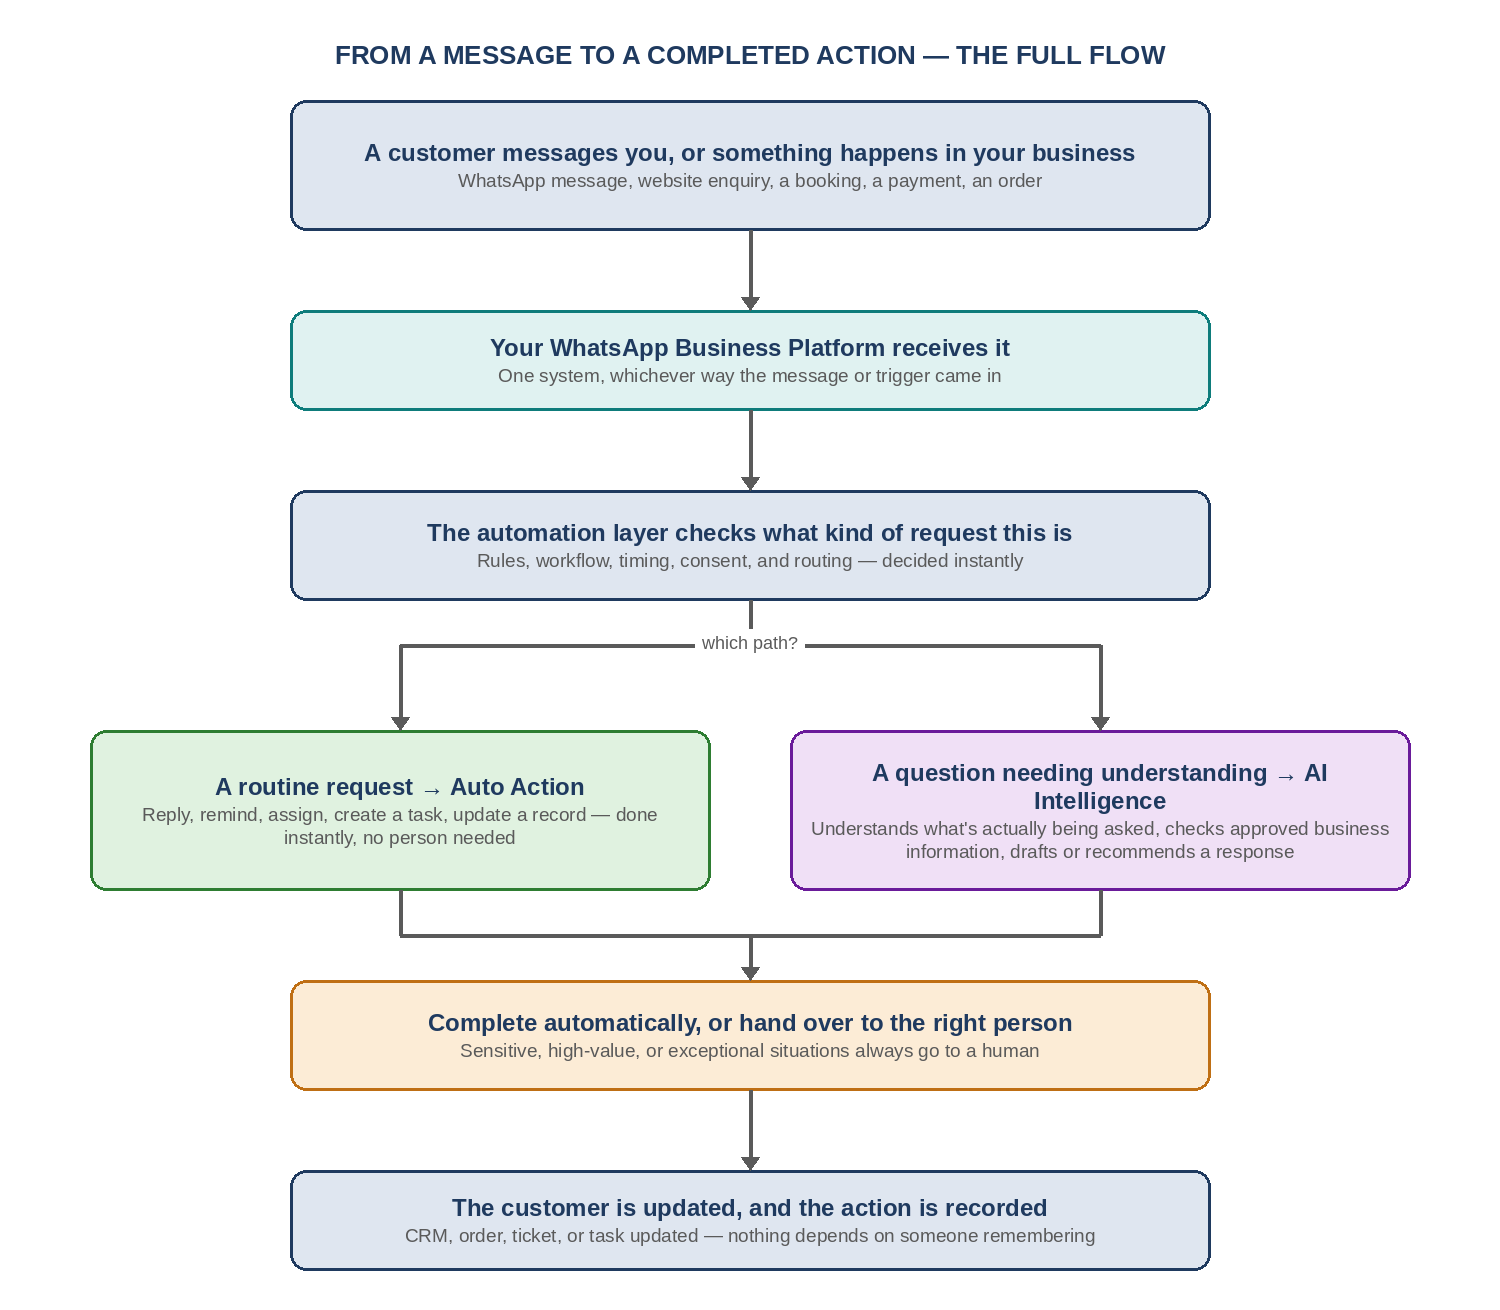 FROM A MESSAGE TO A COMPLETED ACTION — THE FULL FLOW
A customer messages you, or something happens in your business
WhatsApp message, website enquiry, a booking, a payment, an order
Your WhatsApp Business Platform receives it
One system, whichever way the message or trigger came in
The automation layer checks what kind of request this is
Rules, workflow, timing, consent, and routing — decided instantly
which path?
A routine request → Auto Action
Reply, remind, assign, create a task, update a record — done
instantly, no person needed
A question needing understanding → AI
Intelligence
Understands what's actually being asked, checks approved business
information, drafts or recommends a response
Complete automatically, or hand over to the right person
Sensitive, high-value, or exceptional situations always go to a human
The customer is updated, and the action is recorded
CRM, order, ticket, or task updated — nothing depends on someone remembering